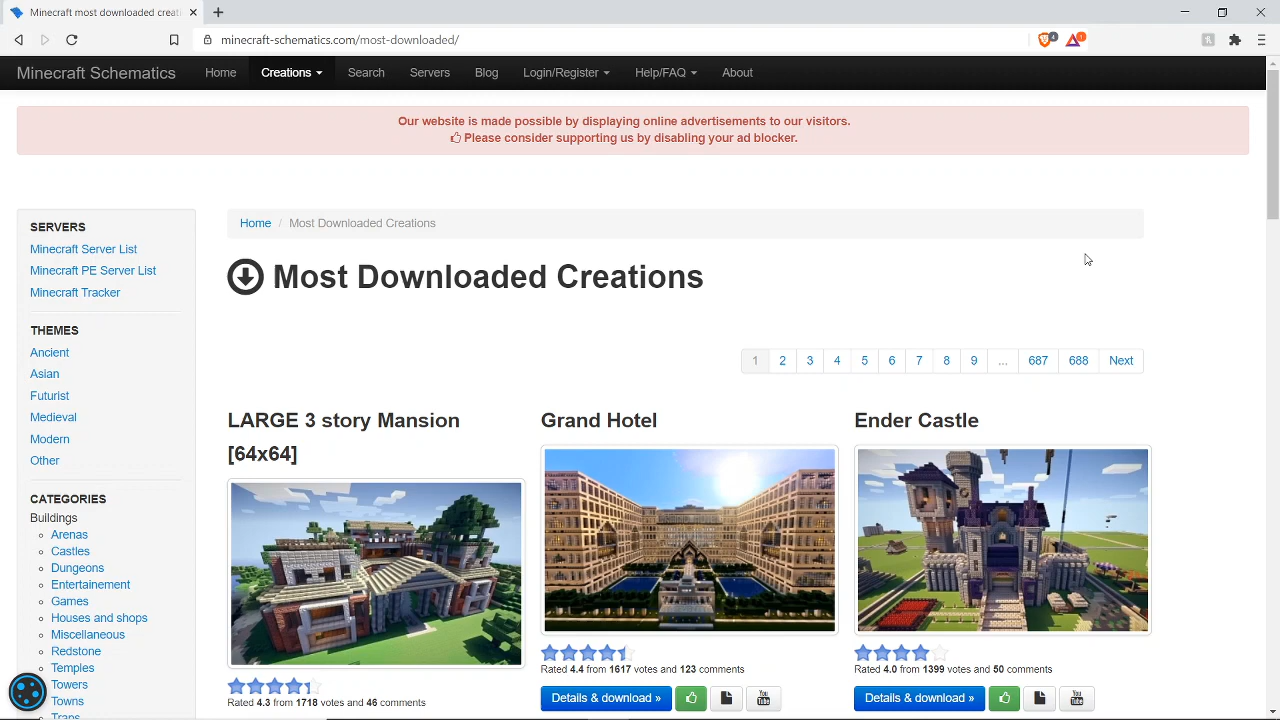 Minecraft most downloaded creati
minecraft-schematics.com/most-downloaded/
4
1
Minecraft Schematics
Home
Creations
Search
Servers
Blog
Login/Register
Help/FAQ
About
Our website is made possible by displaying online advertisements to our visitors.
Please consider supporting us by disabling your ad blocker.
SERVERS
Minecraft Server List
Minecraft PE Server List
Minecraft Tracker
THEMES
Ancient
Asian
Futurist
Medieval
Modern
Other
CATEGORIES
Buildings
Arenas
Castles
Dungeons
Entertainement
Games
Houses and shops
Miscellaneous
Redstone
Temples
Towers
Towns
Traps
Home / Most Downloaded Creations
Most Downloaded Creations
1 2 3 4 5 6 7 8 9 ... 687 688 Next
LARGE 3 story Mansion
[64x64]
Rated 4.3 from 1718 votes and 46 comments
Grand Hotel
Rated 4.4 from 1617 votes and 123 comments
Details & download »
You
Tube
Ender Castle
Rated 4.0 from 1399 votes and 50 comments
Details & download »
You
Tube